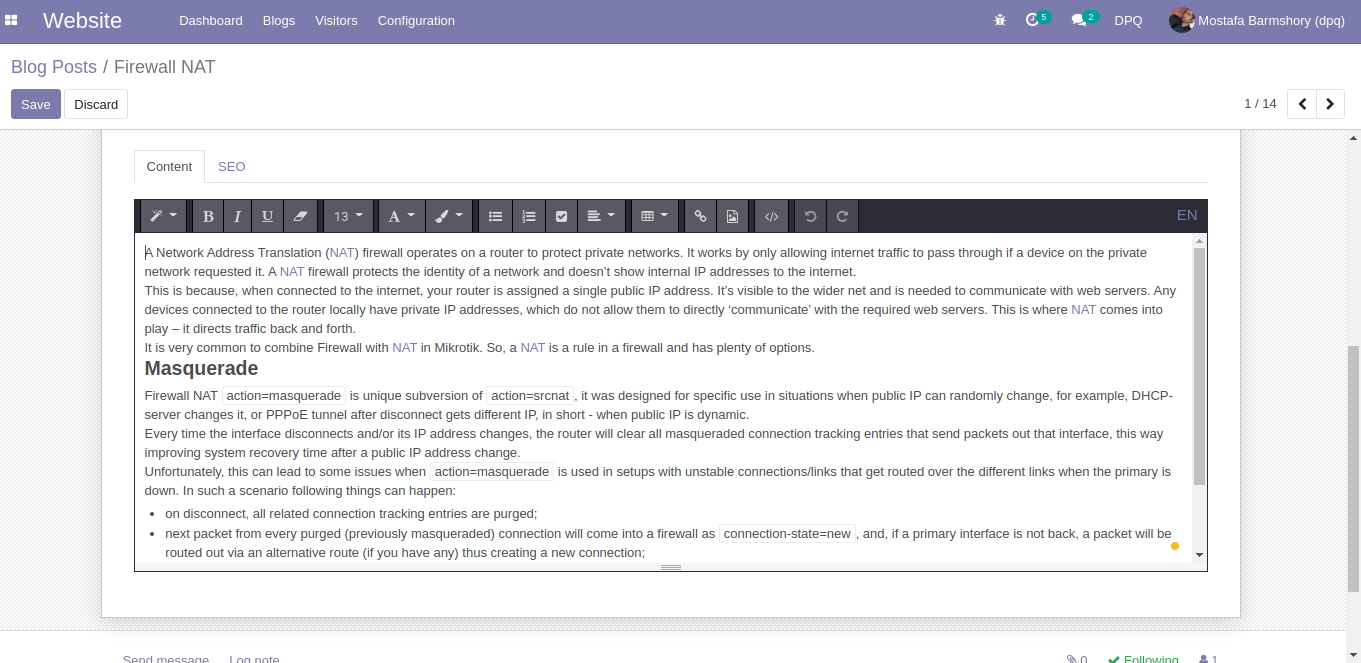 Website Dashboard Blogs Visitors Configuration 5 2 DPQ Mostafa Barmshory (dpq)
Blog Posts / Firewall NAT
Save Discard 1 / 14
Content SEO
B I U 13 A EN
A Network Address Translation (NAT) firewall operates on a router to protect private networks. It works by only allowing internet traffic to pass through if a device on the private
network requested it. A NAT firewall protects the identity of a network and doesn’t show internal IP addresses to the internet.
This is because, when connected to the internet, your router is assigned a single public IP address. It’s visible to the wider net and is needed to communicate with web servers. Any
devices connected to the router locally have private IP addresses, which do not allow them to directly ‘communicate’ with the required web servers. This is where NAT comes into
play – it directs traffic back and forth.
It is very common to combine Firewall with NAT in Mikrotik. So, a NAT is a rule in a firewall and has plenty of options.
Masquerade
Firewall NAT action=masquerade is unique subversion of action=srcnat, it was designed for specific use in situations when public IP can randomly change, for example, DHCP-
server changes it, or PPPoE tunnel after disconnect gets different IP, in short - when public IP is dynamic.
Every time the interface disconnects and/or its IP address changes, the router will clear all masqueraded connection tracking entries that send packets out that interface, this way
improving system recovery time after a public IP address change.
Unfortunately, this can lead to some issues when action=masquerade is used in setups with unstable connections/links that get routed over the different links when the primary is
down. In such a scenario following things can happen:
• on disconnect, all related connection tracking entries are purged;
• next packet from every purged (previously masqueraded) connection will come into a firewall as connection-state=new, and, if a primary interface is not back, a packet will be
routed out via an alternative route (if you have any) thus creating a new connection;
Send message Log note 0 Following 1